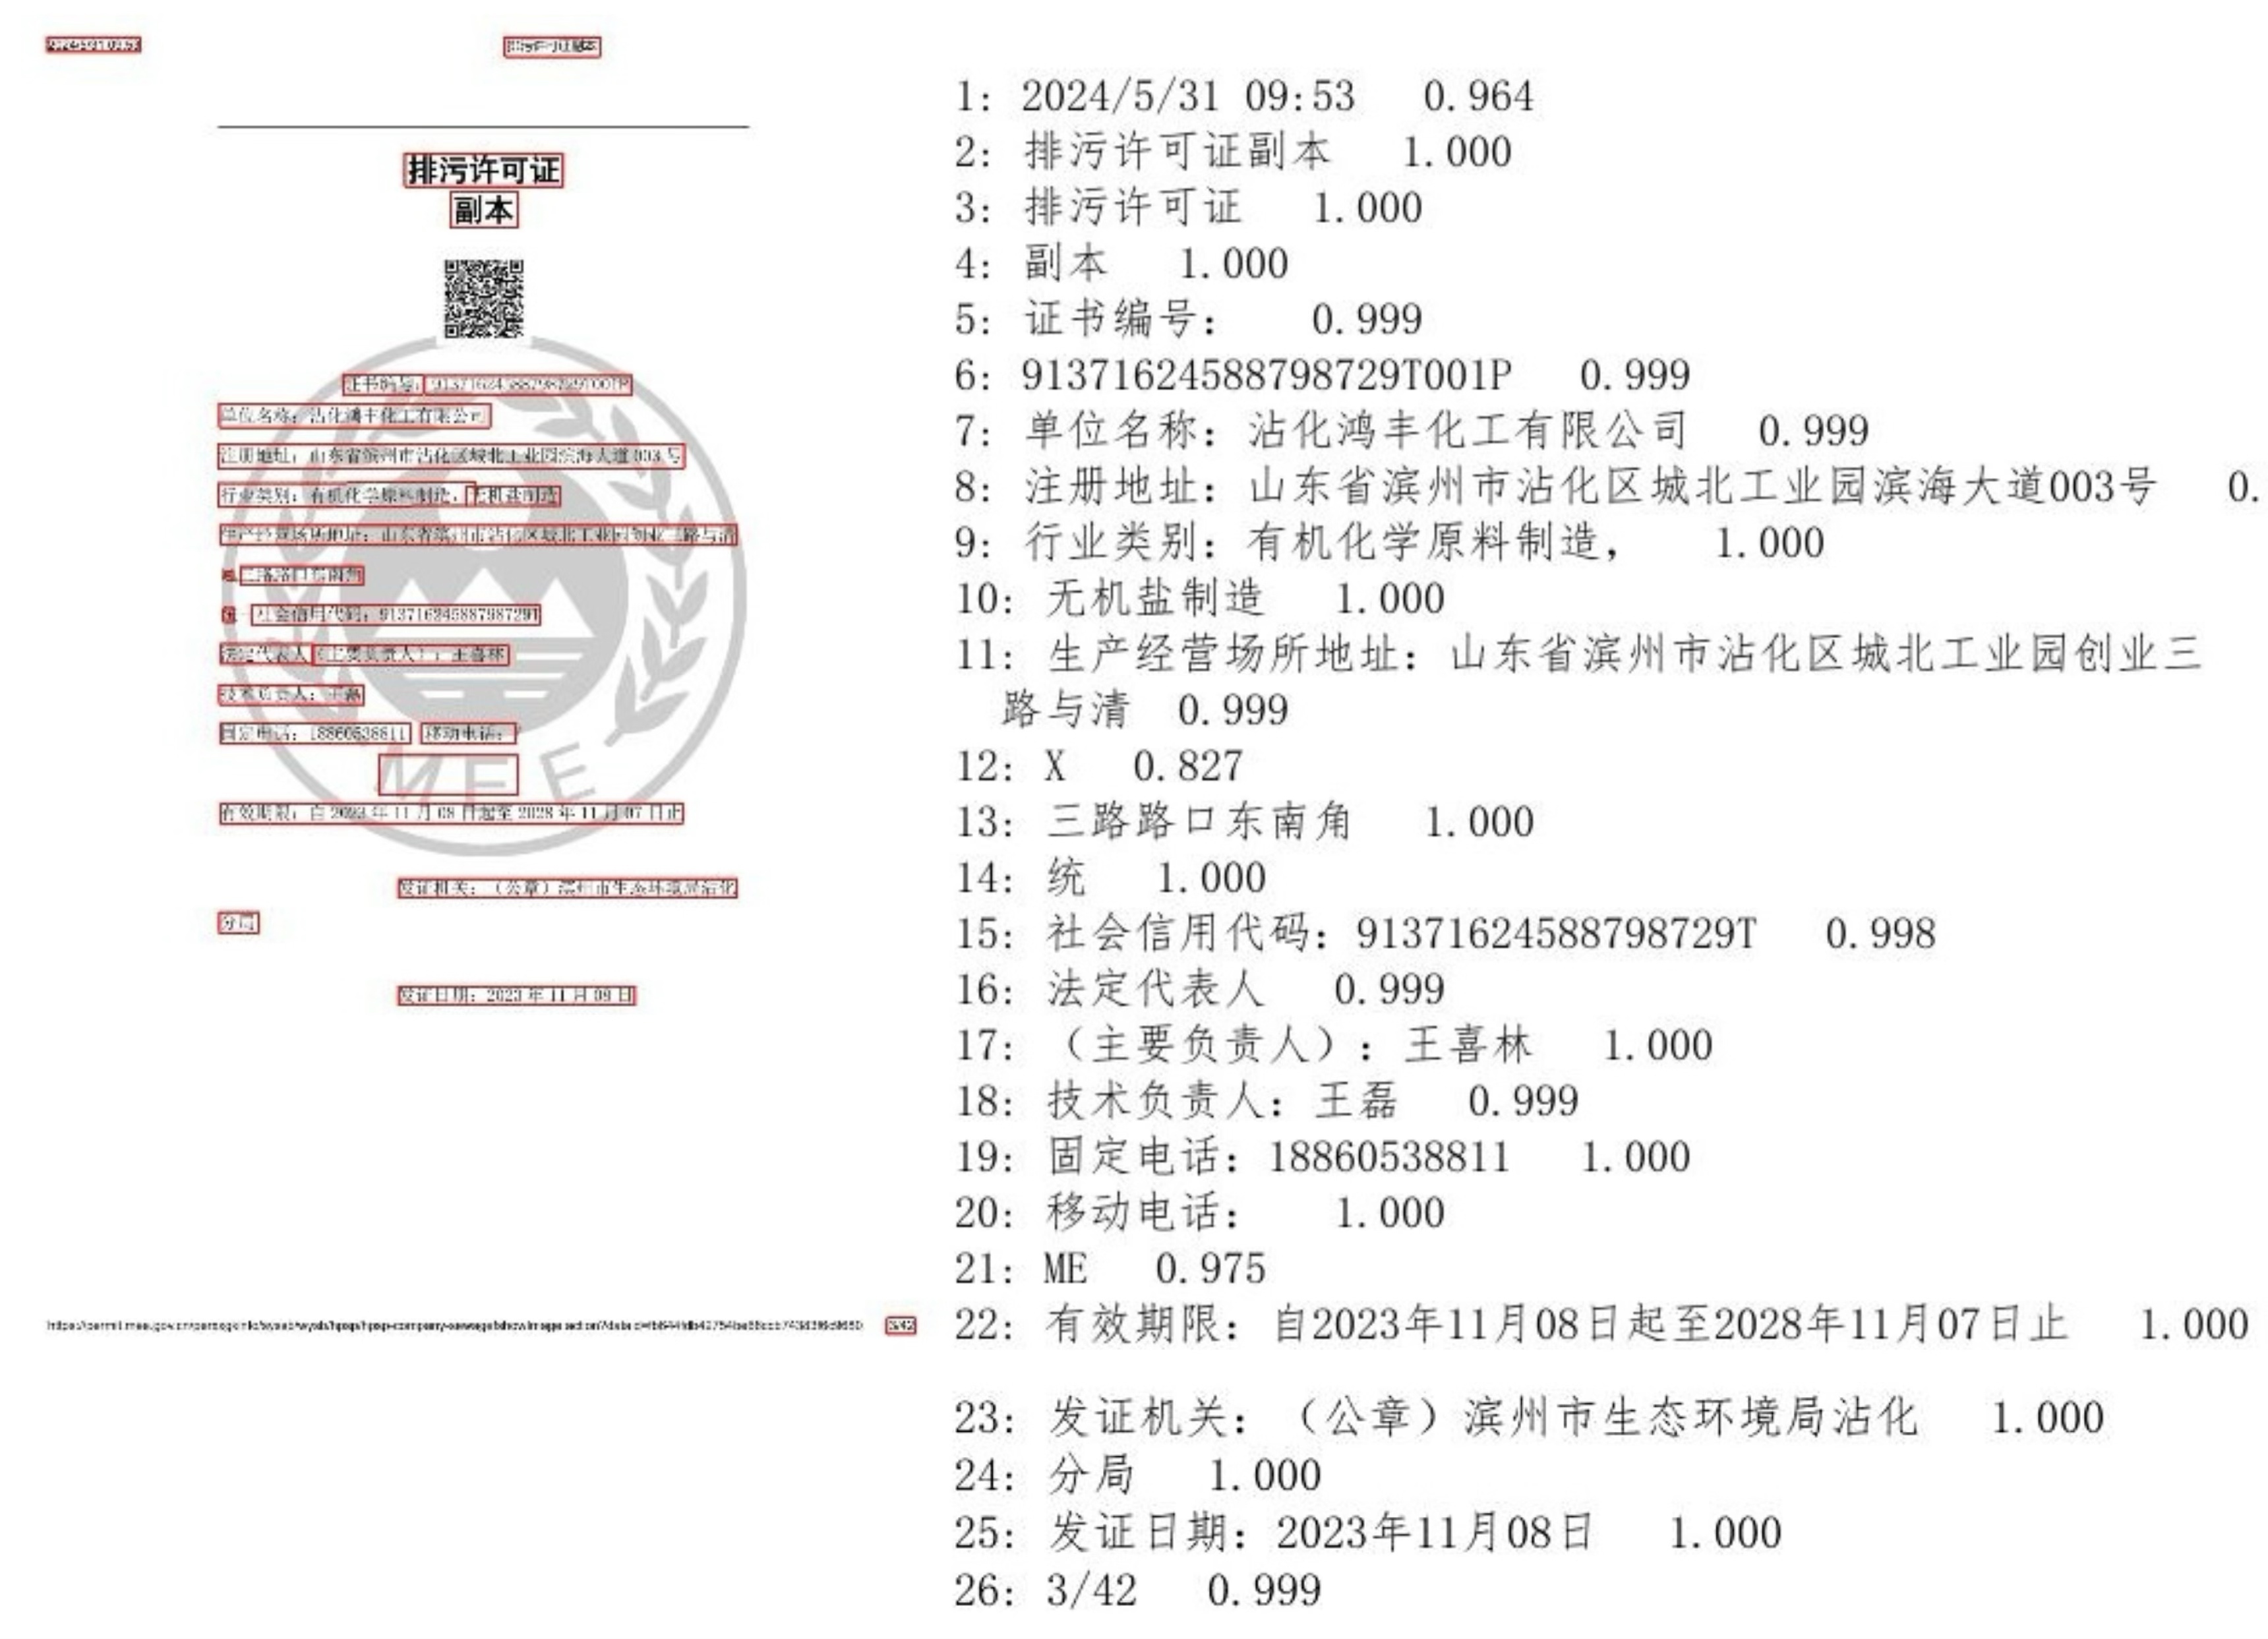 2024/5/31 09:53 排污许可证副本
排污许可证
副本
证书编号：91371624588798729T001P
单位名称：沾化鸿丰化工有限公司
注册地址：山东省滨州市沾化区城北工业园滨海大道003号
行业类别：有机化学原料制造，无机盐制造
生产经营场所地址：山东省滨州市沾化区城北工业园创业三路与清
三路路口东南角
统一社会信用代码：91371624588798729T
法定代表人（主要负责人）：王喜林
技术负责人：王磊
固定电话：18860538811 移动电话：
MEE
有效期限：自2023年11月08日起至2028年11月07日止
发证机关：（公章）滨州市生态环境局沾化
分局
发证日期：2023年11月08日
3/42
1: 2024/5/31 09:53 0.964
2: 排污许可证副本 1.000
3: 排污许可证 1.000
4: 副本 1.000
5: 证书编号： 0.999
6: 91371624588798729T001P 0.999
7: 单位名称：沾化鸿丰化工有限公司 0.999
8: 注册地址：山东省滨州市沾化区城北工业园滨海大道003号 0.
9: 行业类别：有机化学原料制造， 1.000
10: 无机盐制造 1.000
11: 生产经营场所地址：山东省滨州市沾化区城北工业园创业三
路与清 0.999
12: X 0.827
13: 三路路口东南角 1.000
14: 统 1.000
15: 社会信用代码：91371624588798729T 0.998
16: 法定代表人 0.999
17: （主要负责人）：王喜林 1.000
18: 技术负责人：王磊 0.999
19: 固定电话：18860538811 1.000
20: 移动电话： 1.000
21: ME 0.975
22: 有效期限：自2023年11月08日起至2028年11月07日止 1.000
23: 发证机关：（公章）滨州市生态环境局沾化 1.000
24: 分局 1.000
25: 发证日期：2023年11月08日 1.000
26: 3/42 0.999